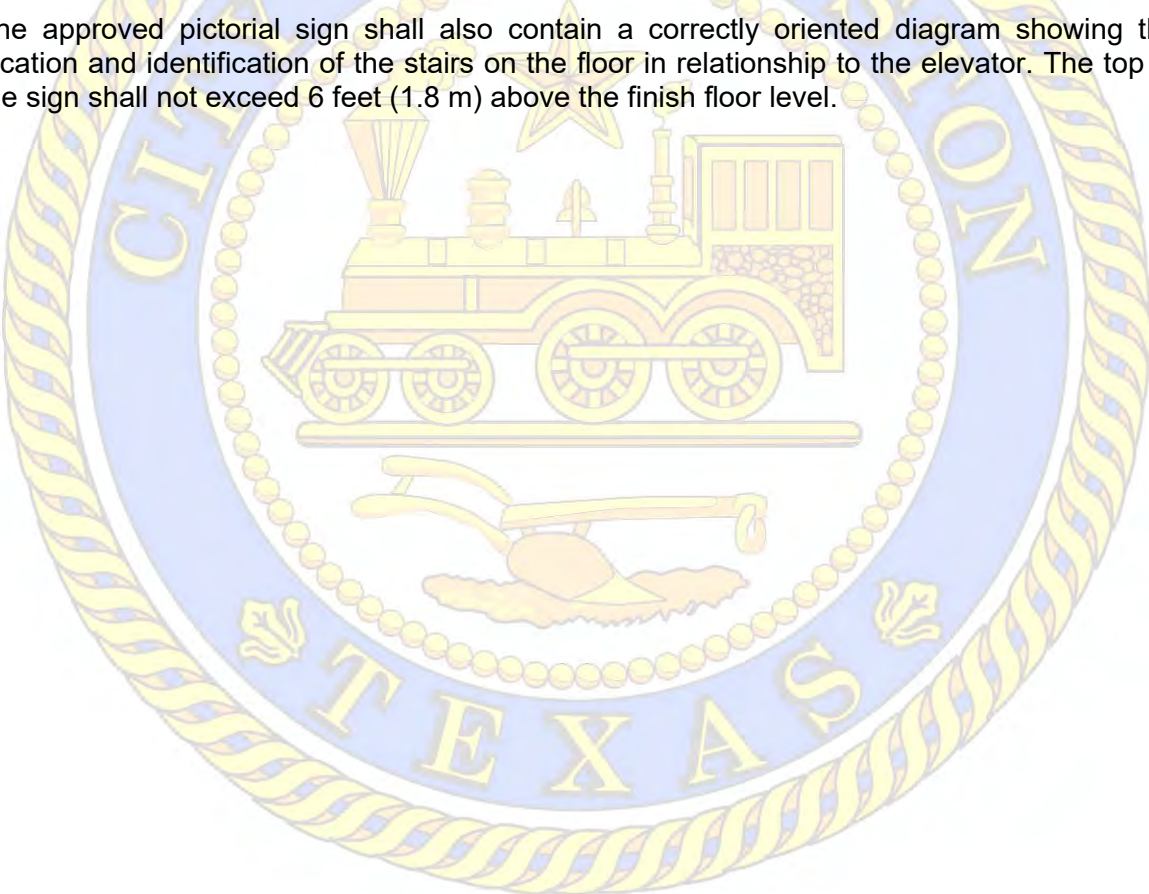 he approved pictorial sign shall also contain a correctly oriented diagram showing th
cation and identification of the stairs on the floor in relationship to the elevator. The top
e sign shall not exceed 6 feet (1.8 m) above the finish floor level.
CIT
STON
TEXAS